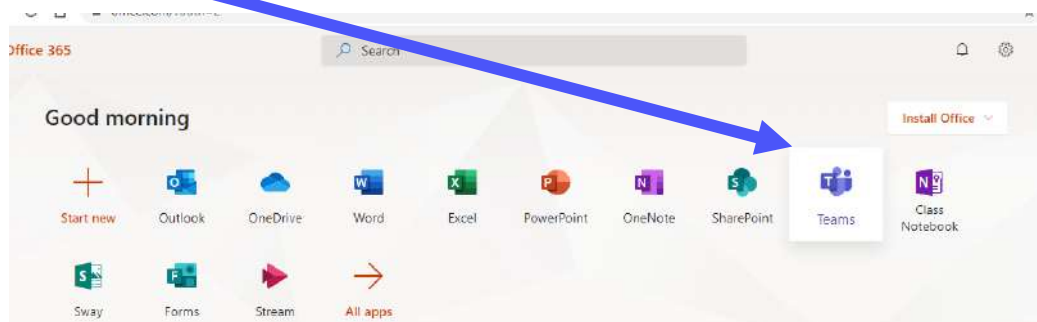 Office 365
Search
Good morning
Install Office
Start new
Outlook
OneDrive
Word
Excel
PowerPoint
OneNote
SharePoint
Teams
Class
Notebook
Sway
Forms
Stream
All apps